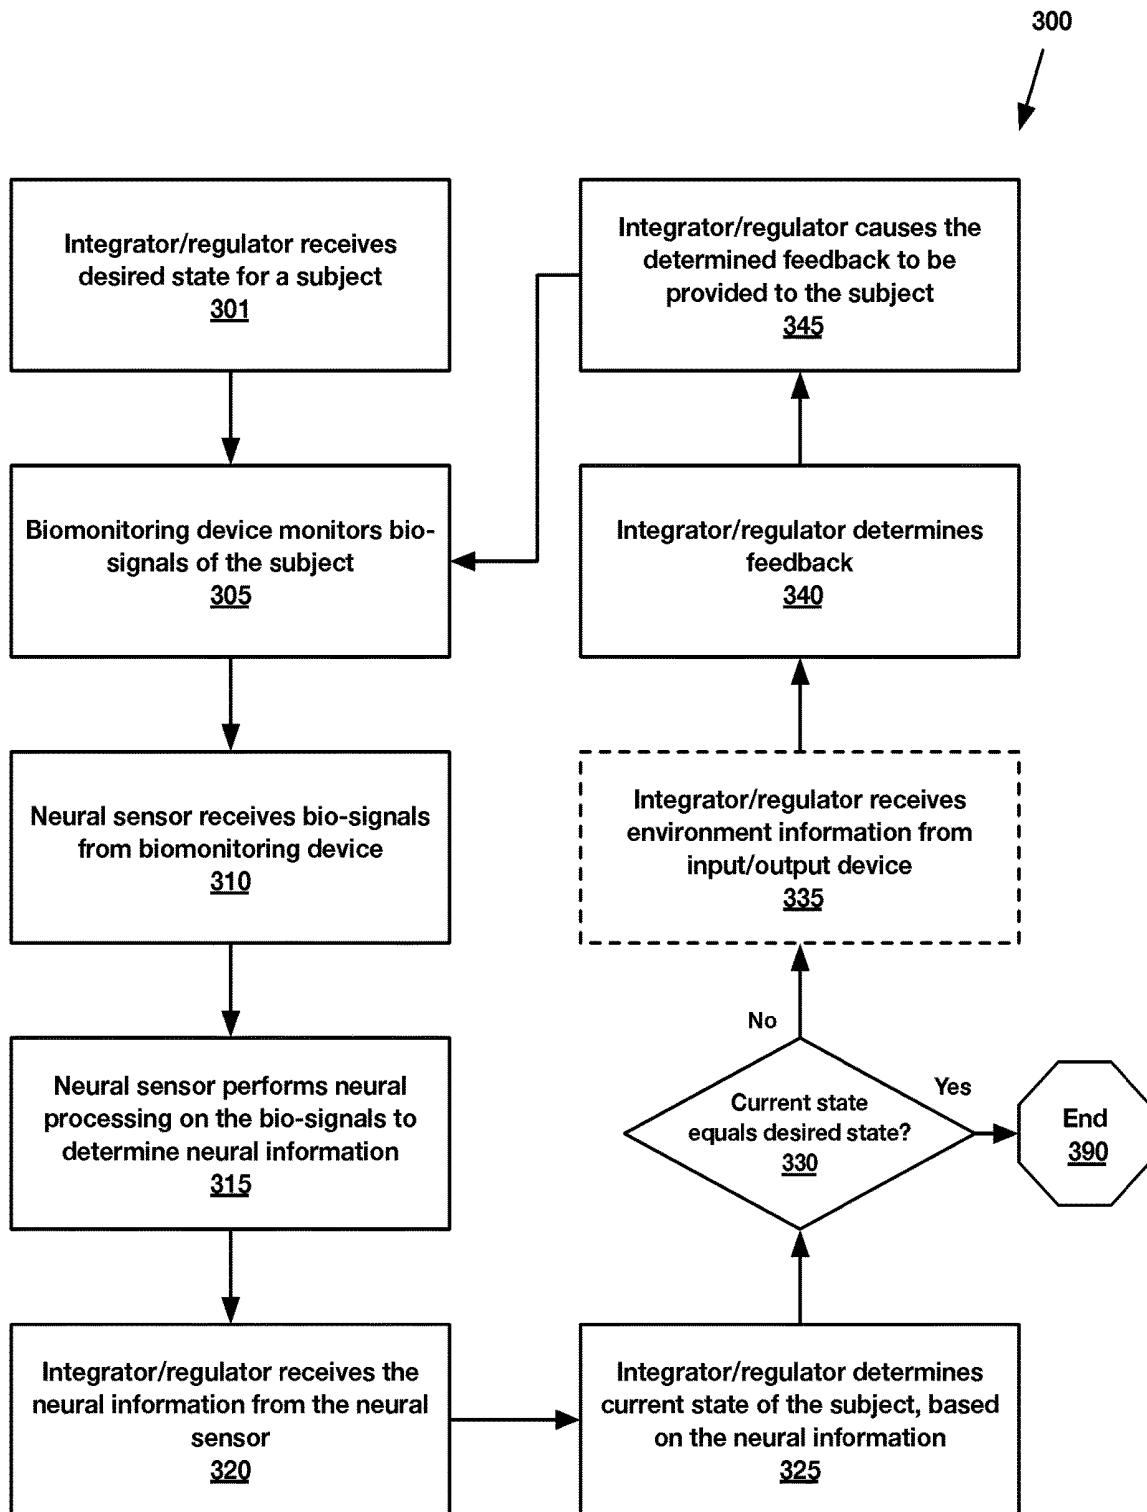 300
Integrator/regulator receives
desired state for a subject
301
Biomonitoring device monitors bio-
signals of the subject
305
Neural sensor receives bio-signals
from biomonitoring device
310
Neural sensor performs neural
processing on the bio-signals to
determine neural information
315
Integrator/regulator receives the
neural information from the neural
sensor
320
Integrator/regulator determines
current state of the subject, based
on the neural information
325
Current state
equals desired state?
330
Yes
End
390
No
Integrator/regulator receives
environment information from
input/output device
335
Integrator/regulator determines
feedback
340
Integrator/regulator causes the
determined feedback to be
provided to the subject
345